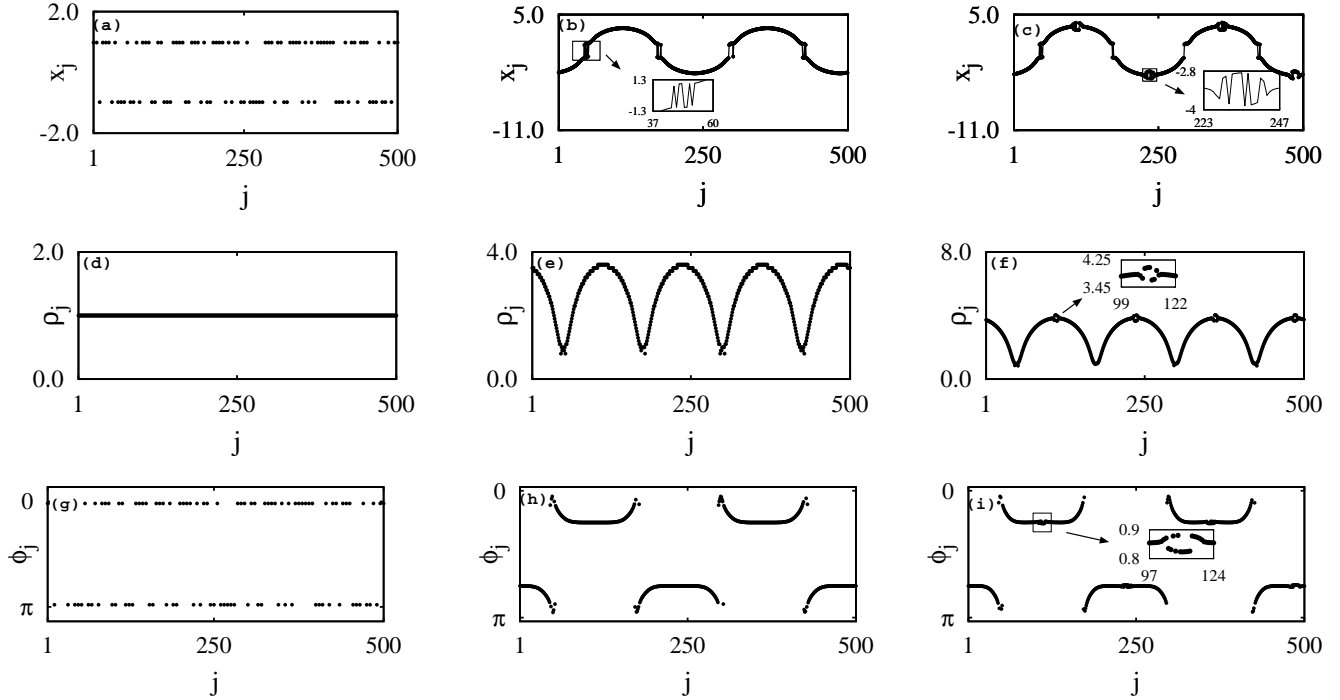 2.0 (a)
x_j
-2.0
1 250 500
j
5.0 (b)
x_j
1.3
-1.3
37 60
-11.0
1 250 500
j
5.0 (c)
x_j
-2.8
-4
223 247
-11.0
1 250 500
j
2.0 (d)
ρ_j
0.0
1 250 500
j
4.0 (e)
ρ_j
0.0
1 250 500
j
8.0 (f)
4.25
3.45
99 122
ρ_j
0.0
1 250 500
j
0 (g)
ϕ_j
π
1 250 500
j
0 (h)
ϕ_j
π
1 250 500
j
0 (i)
ϕ_j
0.9
0.8
97 124
π
1 250 500
j